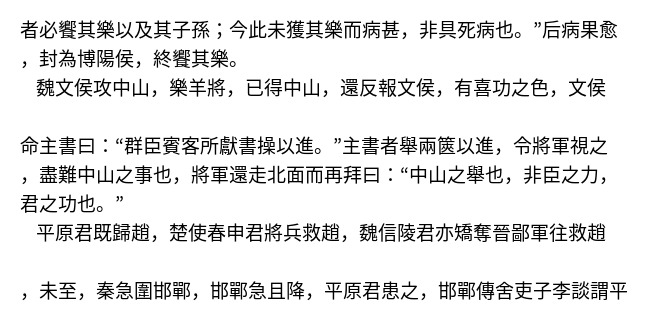 者必饗其樂以及其子孫；今此未獲其樂而病甚，非具死病也。”后病果愈
，封為博陽侯，終饗其樂。
魏文侯攻中山，樂羊將，已得中山，還反報文侯，有喜功之色，文侯
命主書曰：“群臣賓客所獻書操以進。”主書者舉兩篋以進，令將軍視之
，盡難中山之事也，將軍還走北面而再拜曰：“中山之舉也，非臣之力，
君之功也。”
平原君既歸趙，楚使春申君將兵救趙，魏信陵君亦矯奪晉鄙軍往救趙
，未至，秦急圍邯鄲，邯鄲急且降，平原君患之，邯鄲傳舍吏子李談謂平